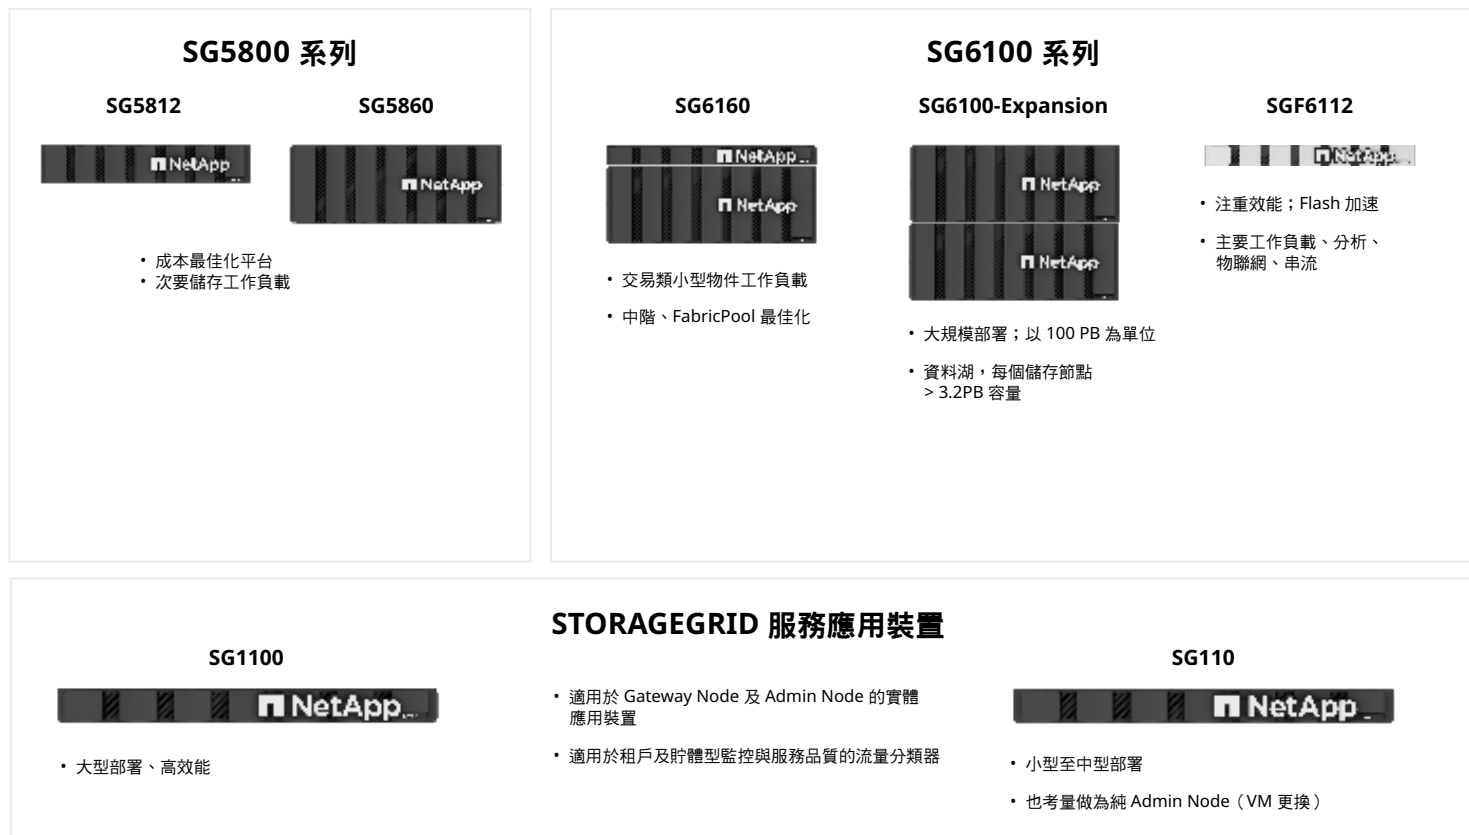 SG5800 系列
SG5812
SG5860
NetApp
NetApp
• 成本最佳化平台
• 次要儲存工作負載
SG6100 系列
SG6160
SG6100-Expansion
SGF6112
NetApp
NetApp
NetApp
NetApp
NetApp
• 交易類小型物件工作負載
• 中階、FabricPool 最佳化
• 大規模部署；以 100 PB 為單位
• 資料湖，每個儲存節點
> 3.2PB 容量
• 注重效能；Flash 加速
• 主要工作負載、分析、
物聯網、串流
STORAGEGRID 服務應用裝置
SG1100
NetApp
• 大型部署、高效能
• 適用於 Gateway Node 及 Admin Node 的實體
應用裝置
• 適用於租戶及貯體型監控與服務品質的流量分類器
SG110
NetApp
• 小型至中型部署
• 也考量做為純 Admin Node（VM 更換）